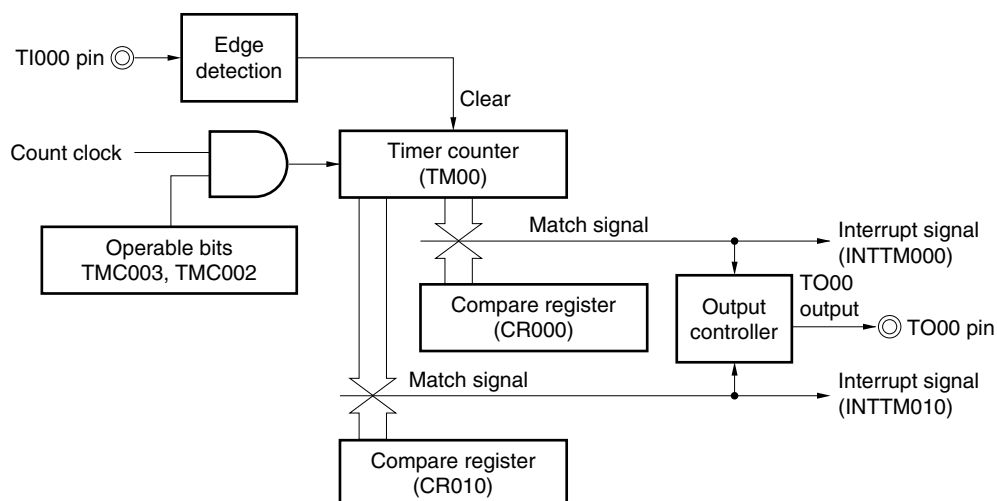 TI000 pin
Edge
detection
Clear
Count clock
Timer counter
(TM00)
Operable bits
TMC003, TMC002
Match signal
Interrupt signal
(INTTM000)
Compare register
(CR000)
Output
controller
TO00
output
TO00 pin
Match signal
Interrupt signal
(INTTM010)
Compare register
(CR010)